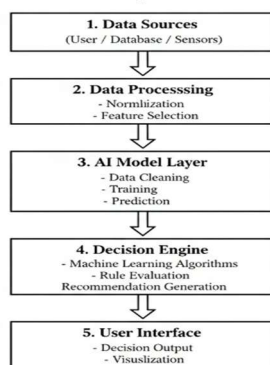 1. Data Sources
(User / Database / Sensors)
2. Data Processsing
- Normliization
- Feature Selection
3. AI Model Layer
- Data Cleaning
- Training
- Prediction
4. Decision Engine
- Machine Learning Algorithms
- Rule Evaluation
Recommendation Generation
5. User Interface
- Decision Output
- Visuslization